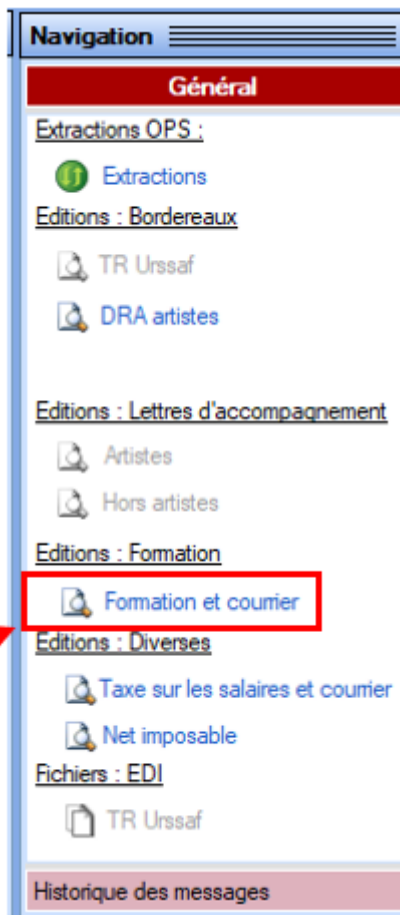 Navigation
Général
Extractions OPS :
Extractions
Editions : Bordereaux
TR Urssaf
DRA artistes
Editions : Lettres d'accompagnement
Artistes
Hors artistes
Editions : Formation
Formation et courrier
Editions : Diverses
Taxe sur les salaires et courrier
Net imposable
Fichiers : EDI
TR Urssaf
Historique des messages